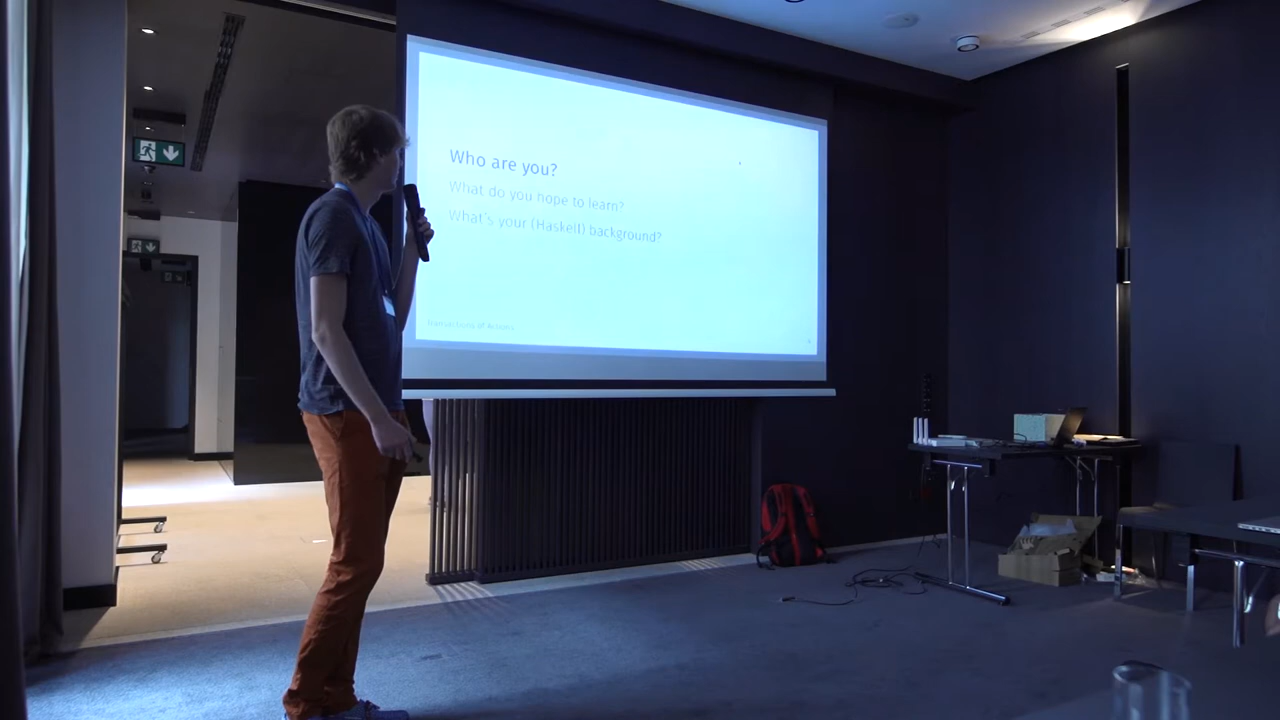 Who are you?
What do you hope to learn?
What's your (Haskell) background?